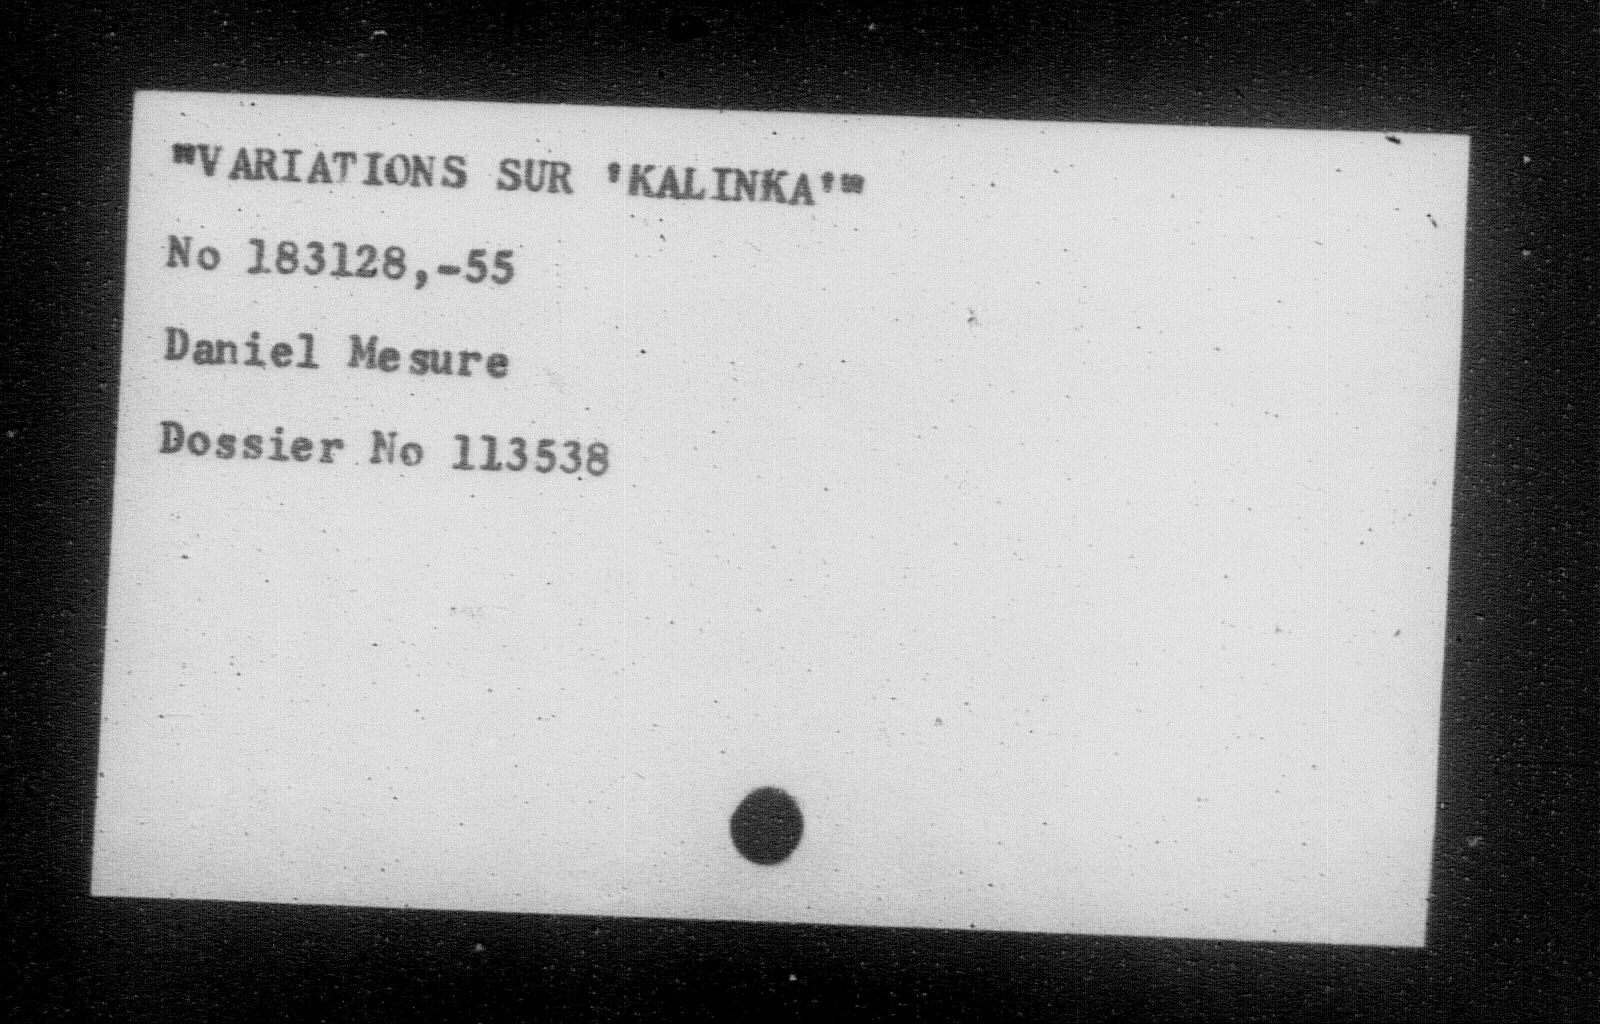 "VARIATIONS SUR 'KALINKA'"
No 183128,-55
Daniel Mesure
Dossier No 113538